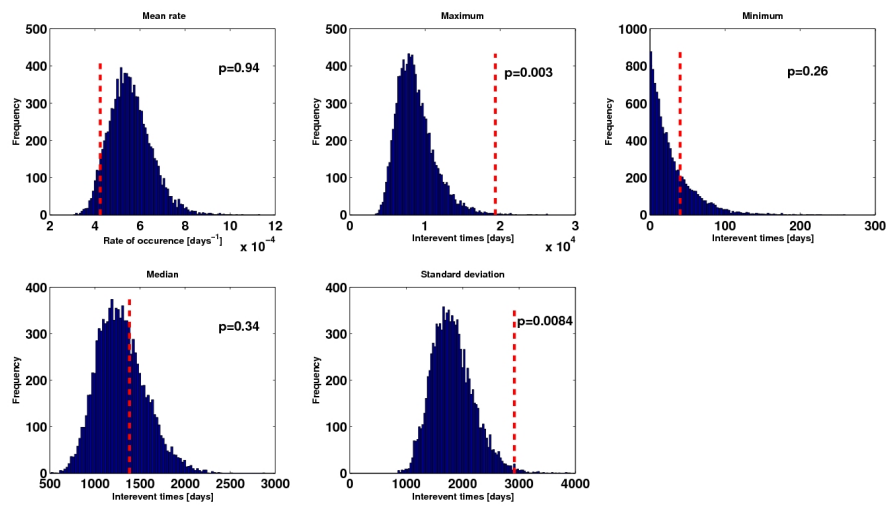 Mean rate
500
400
300
200
100
0
Frequency
p=0.94
2 4 6 8 10 12
Rate of occurence [days⁻¹]
x 10⁻⁴
Maximum
500
400
300
200
100
0
Frequency
p=0.003
0 1 2 3
Interevent times [days]
x 10⁴
Minimum
1000
800
600
400
200
0
Frequency
p=0.26
0 100 200 300
Interevent times [days]
Median
400
300
200
100
0
Frequency
p=0.34
500 1000 1500 2000 2500 3000
Interevent times [days]
Standard deviation
400
300
200
100
0
Frequency
p=0.0084
0 1000 2000 3000 4000
Interevent times [days]